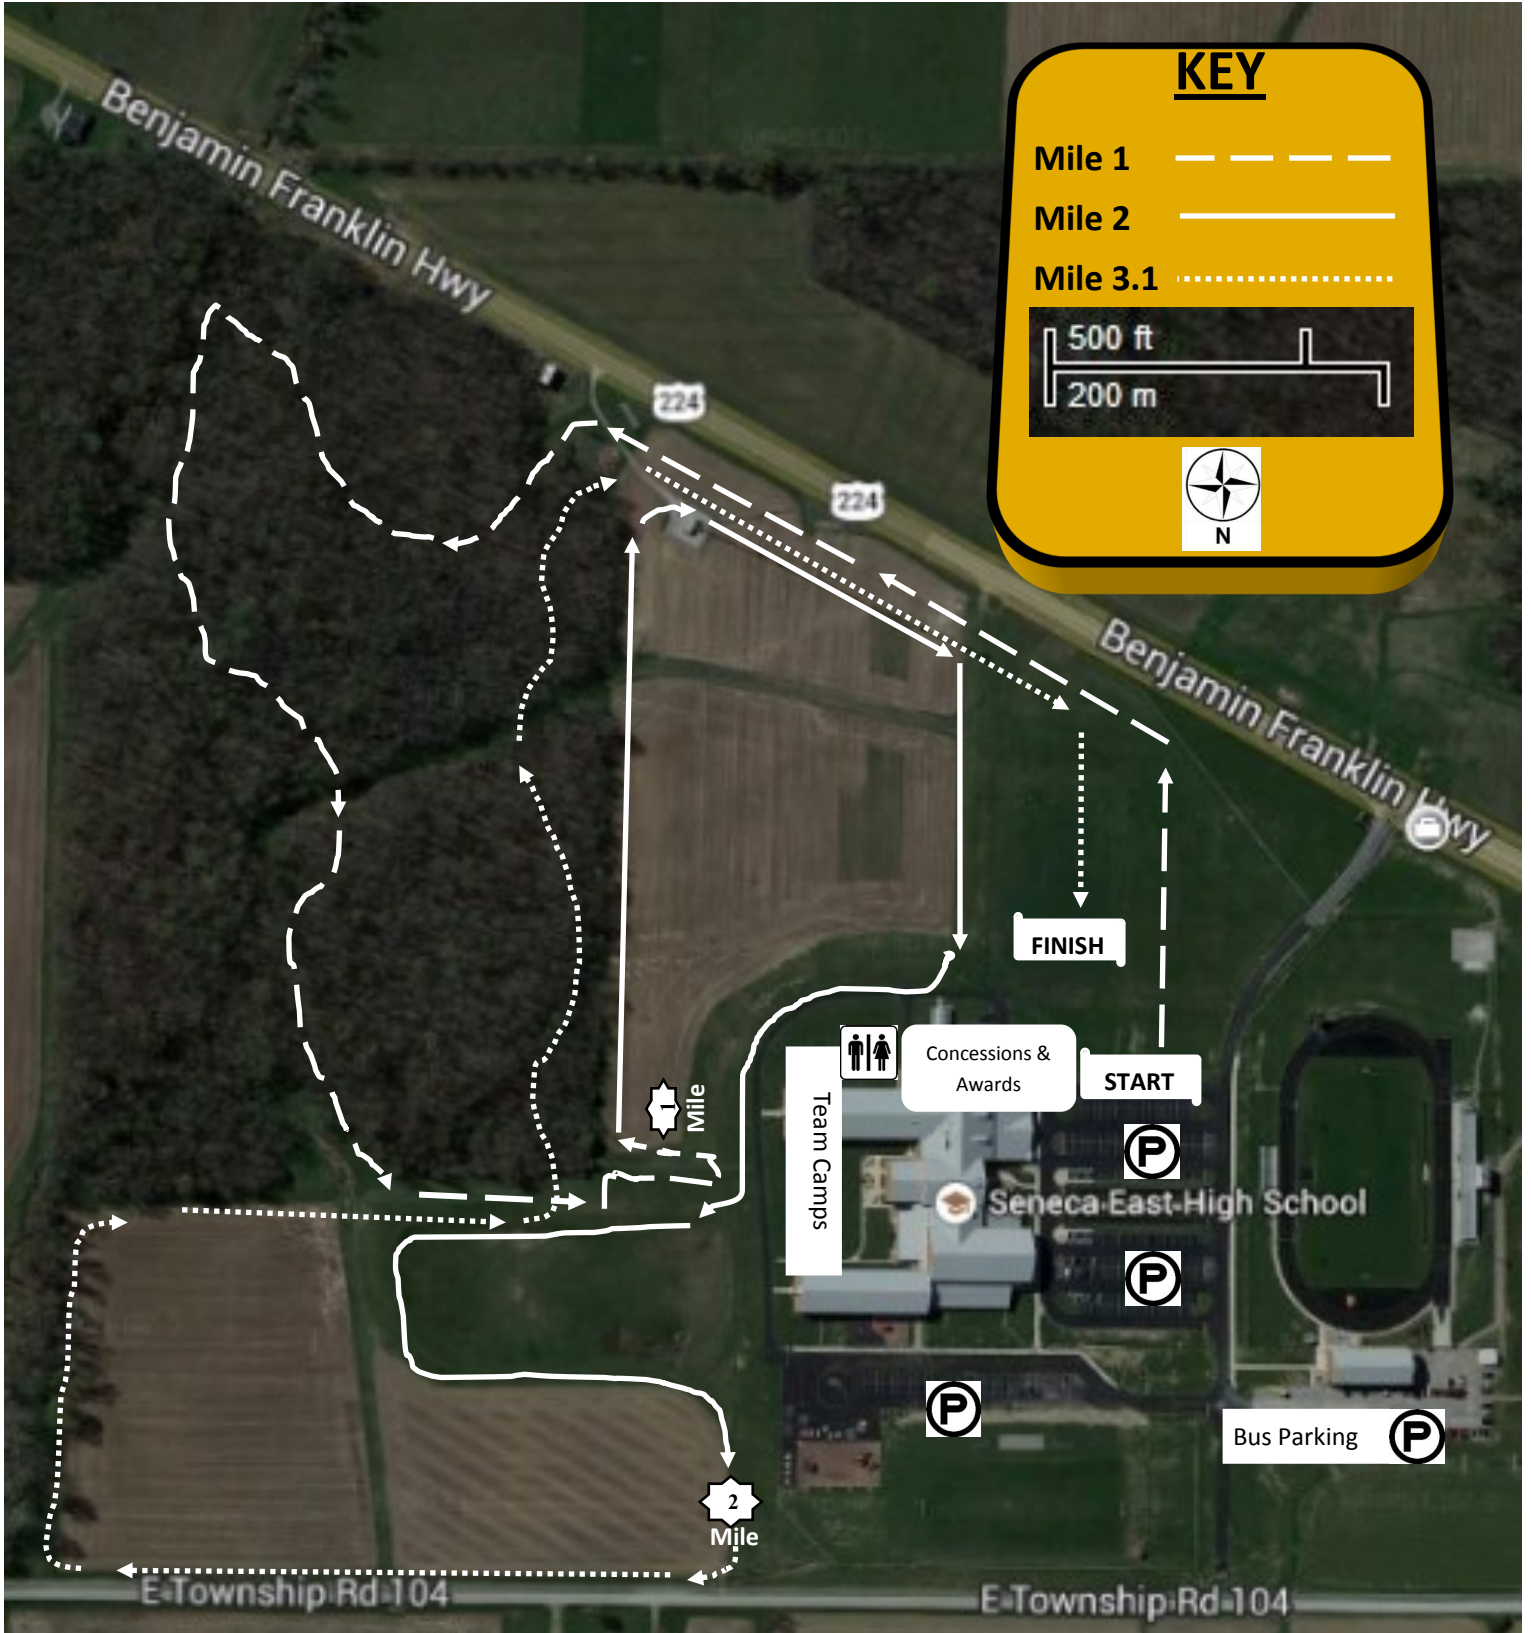 KEY
Mile 1
Mile 2
Mile 3.1
500 ft
200 m
N
Benjamin Franklin Hwy
224
224
Benjamin Franklin Hwy
FINISH
Concessions &
Awards
START
Team Camps
1
Mile
P
Seneca East High School
P
P
Bus Parking
P
2
Mile
E Township Rd 104
E Township Rd 104